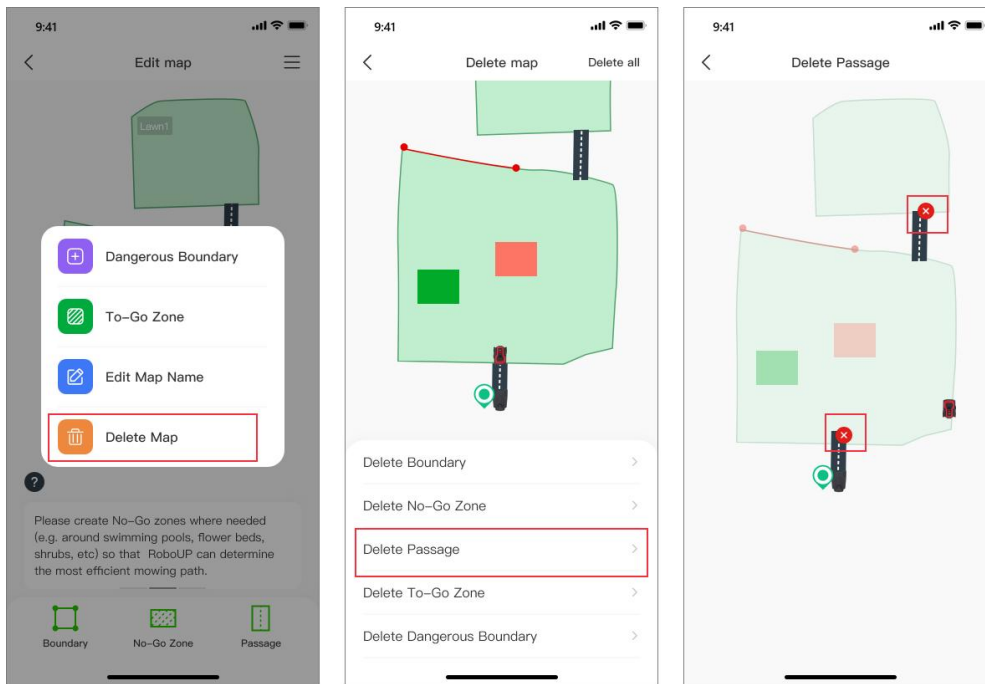 9:41
Edit map
Lawn1
Dangerous Boundary
To-Go Zone
Edit Map Name
Delete Map
?
Please create No-Go zones where needed
(e.g. around swimming pools, flower beds,
shrubs, etc) so that RoboUP can determine
the most efficient mowing path.
Boundary
No-Go Zone
Passage
9:41
Delete map
Delete all
Delete Boundary
Delete No-Go Zone
Delete Passage
Delete To-Go Zone
Delete Dangerous Boundary
9:41
Delete Passage